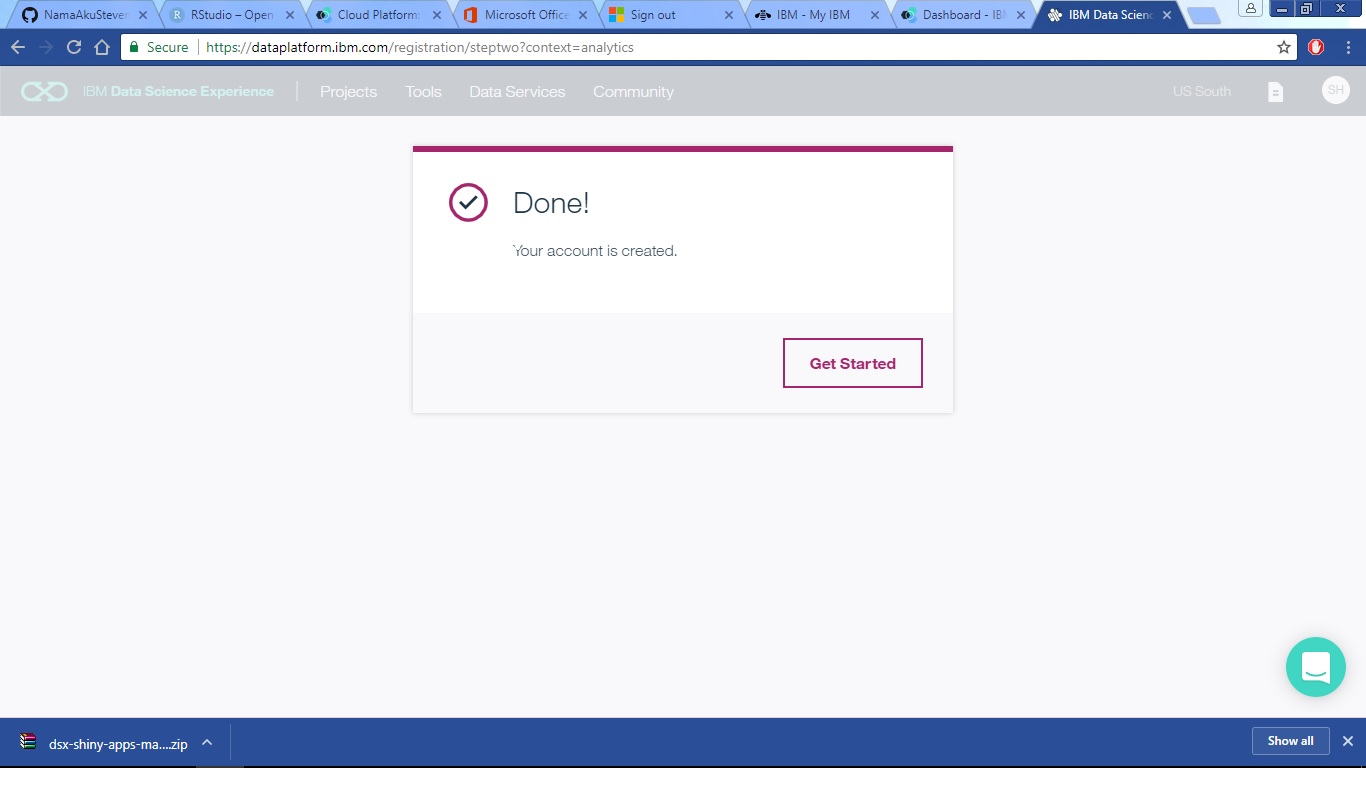 NamaAkuSteven
RStudio – Open
Cloud Platform:
Microsoft Office
Sign out
IBM - My IBM
Dashboard - IB
IBM Data Scienc
Secure https://dataplatform.ibm.com/registration/steptwo?context=analytics
IBM Data Science Experience Projects Tools Data Services Community US South SH
Done!
Your account is created.
Get Started
dsx-shiny-apps-ma....zip Show all